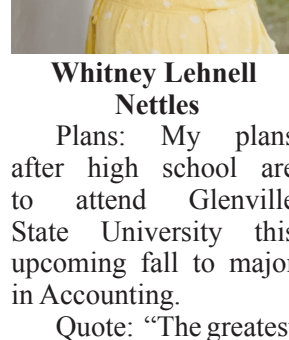 Whitney Lehnell
Nettles
Plans: My plans
after high school are
to attend Glenville
State University this
upcoming fall to major
in Accounting.
Quote: “The greatest